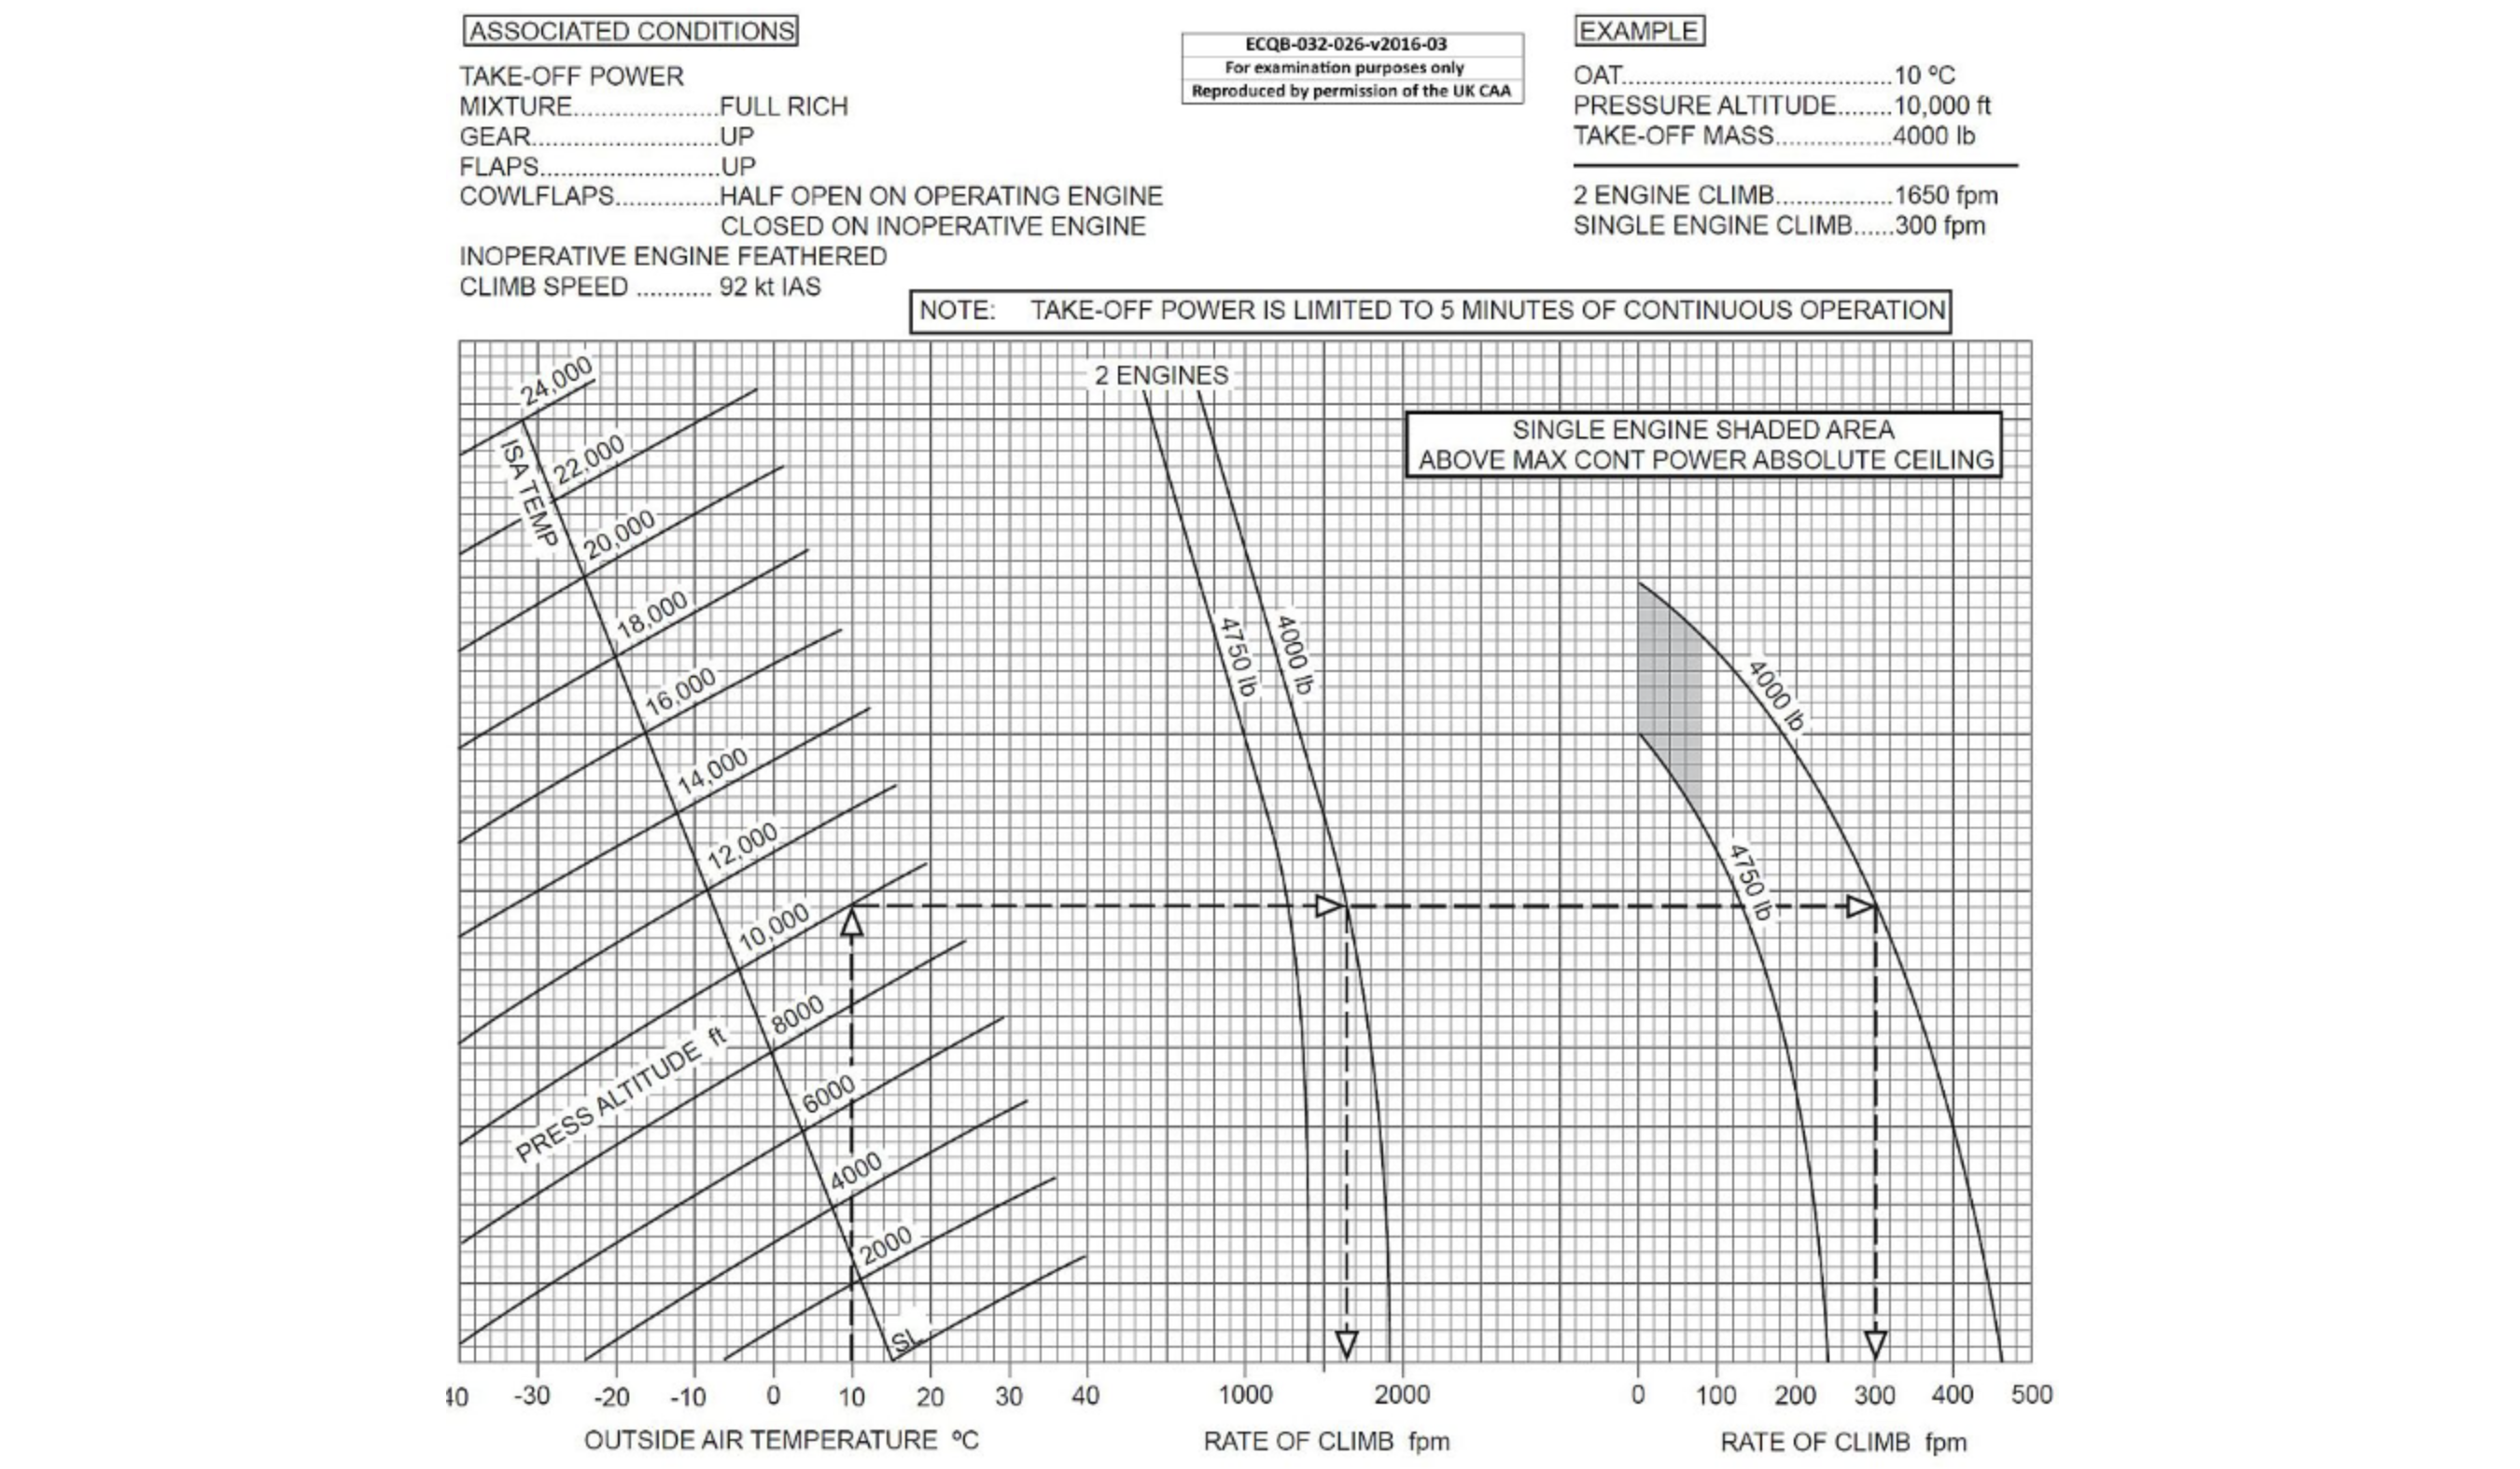 ASSOCIATED CONDITIONS
TAKE-OFF POWER
MIXTURE.....................FULL RICH
GEAR...........................UP
FLAPS..........................UP
COWLFLAPS...............HALF OPEN ON OPERATING ENGINE
CLOSED ON INOPERATIVE ENGINE
INOPERATIVE ENGINE FEATHERED
CLIMB SPEED ........... 92 kt IAS
ECQB-032-026-v2016-03
For examination purposes only
Reproduced by permission of the UK CAA
EXAMPLE
OAT.......................................10 ºC
PRESSURE ALTITUDE........10,000 ft
TAKE-OFF MASS.................4000 lb
2 ENGINE CLIMB.................1650 fpm
SINGLE ENGINE CLIMB......300 fpm
NOTE: TAKE-OFF POWER IS LIMITED TO 5 MINUTES OF CONTINUOUS OPERATION
2 ENGINES
SINGLE ENGINE SHADED AREA
ABOVE MAX CONT POWER ABSOLUTE CEILING
24,000
ISA TEMP
22,000
20,000
18,000
16,000
14,000
12,000
10,000
8000
PRESS ALTITUDE ft
6000
4000
2000
SL
4750 lb
4000 lb
4000 lb
4750 lb
40 -30 -20 -10 0 10 20 30 40 1000 2000 0 100 200 300 400 500
OUTSIDE AIR TEMPERATURE ºC
RATE OF CLIMB fpm
RATE OF CLIMB fpm